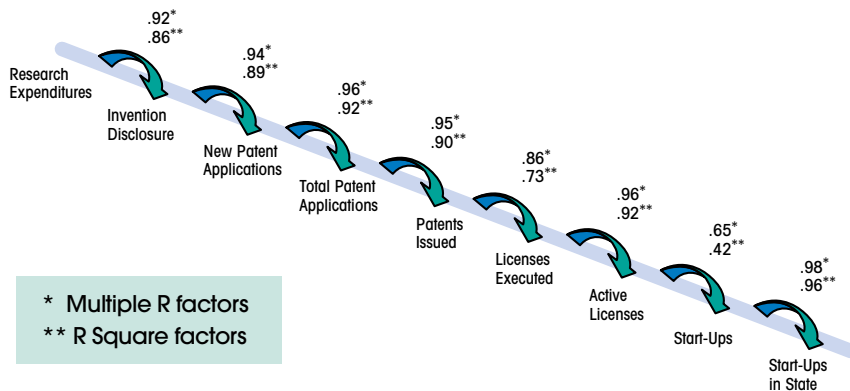 .92*
.86**
Research
Expenditures
.94*
.89**
Invention
Disclosure
.96*
.92**
New Patent
Applications
.95*
.90**
Total Patent
Applications
.86*
.73**
Patents
Issued
.96*
.92**
Licenses
Executed
.65*
.42**
Active
Licenses
.98*
.96**
Start-Ups
Start-Ups
in State
* Multiple R factors
** R Square factors